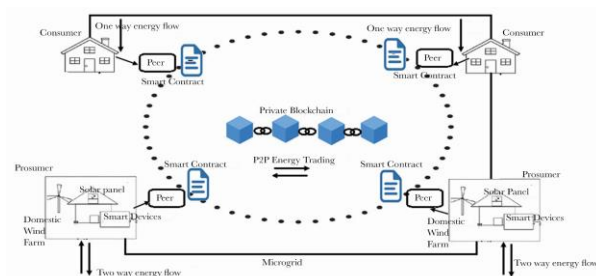 One way energy flow
One way energy flow
Consumer
Consumer
Peer
Peer
Smart Contract
Smart Contract
Private Blockchain
P2P Energy Trading
Smart Contract
Smart Contract
Prosumer
Prosumer
Solar panel
Solar Panel
Peer
Peer
Smart Devices
Smart Devices
Domestic
Wind
Farm
Domestic
Wind
Farm
Microgrid
Two way energy flow
Two way energy flow